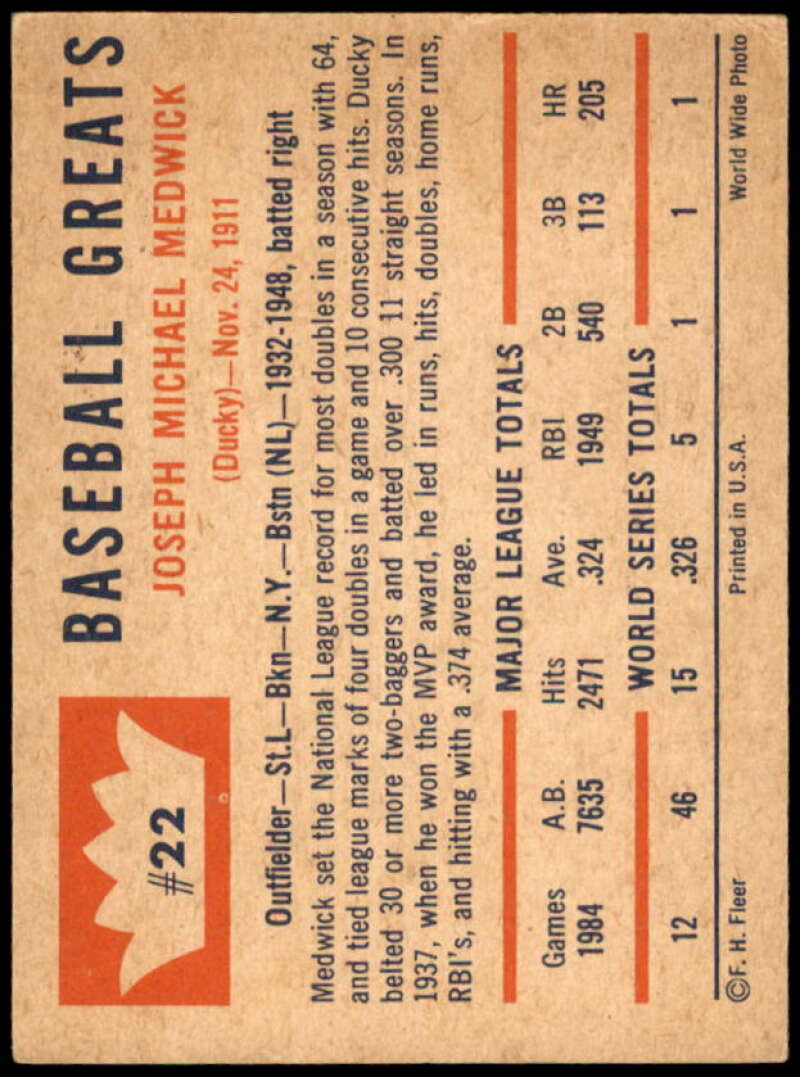 #22
BASEBALL GREATS
JOSEPH MICHAEL MEDWICK
(Ducky)—Nov. 24, 1911
Outfielder—St.L—Bkn—N.Y.—Bstn (NL)—1932-1948, batted right
Medwick set the National League record for most doubles in a season with 64,
and tied league marks of four doubles in a game and 10 consecutive hits. Ducky
belted 30 or more two-baggers and batted over .300 11 straight seasons. In
1937, when he won the MVP award, he led in runs, hits, doubles, home runs,
RBI's, and hitting with a .374 average.
MAJOR LEAGUE TOTALS
Games A.B. Hits Ave. RBI 2B 3B HR
1984 7635 2471 .324 1949 540 113 205
WORLD SERIES TOTALS
12 46 15 .326 5 1 1 1
©F. H. Fleer Printed in U.S.A. World Wide Photo